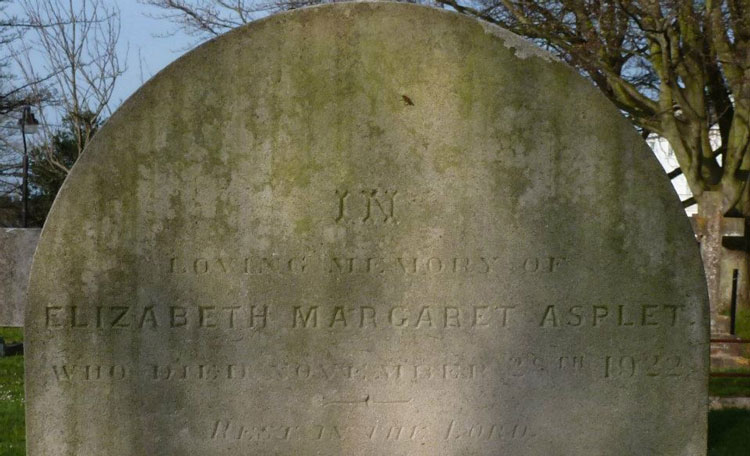 IN
LOVING MEMORY OF
ELIZABETH MARGARET ASPLET.
WHO DIED NOVEMBER 1922.
REST IN THE LORD.